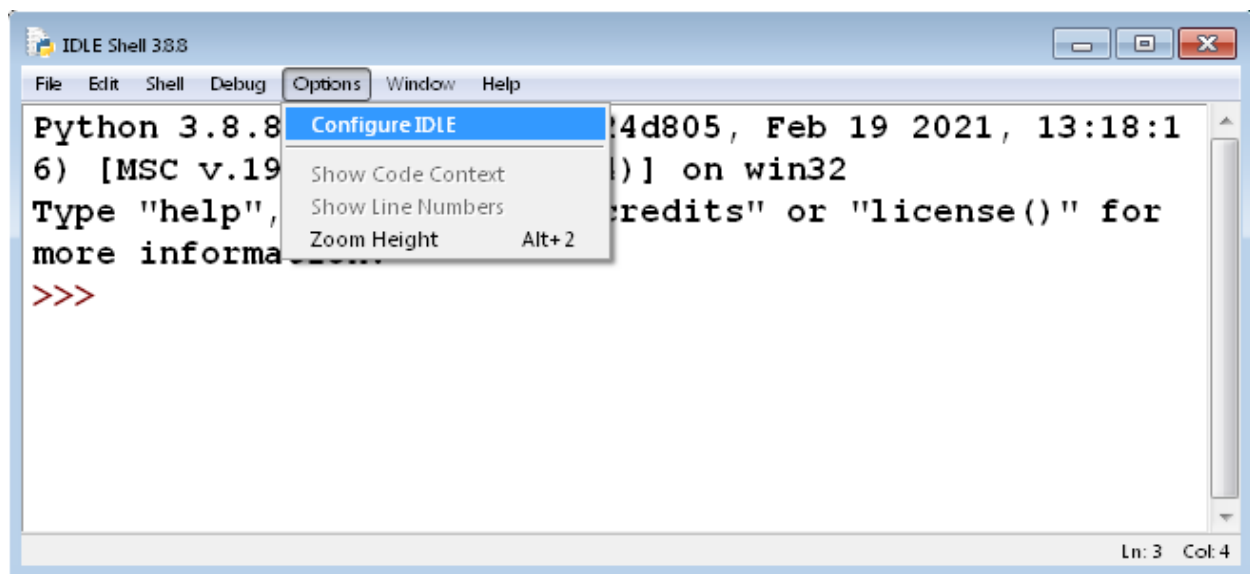 IDLE Shell 3.8.8
File Edit Shell Debug Options Window Help
Python 3.8.8 4d805, Feb 19 2021, 13:18:1
6) [MSC v.19 )] on win32
Type "help", credits" or "license()" for
more informa
>>>
Configure IDLE
Show Code Context
Show Line Numbers
Zoom Height Alt+2
Ln: 3 Col: 4